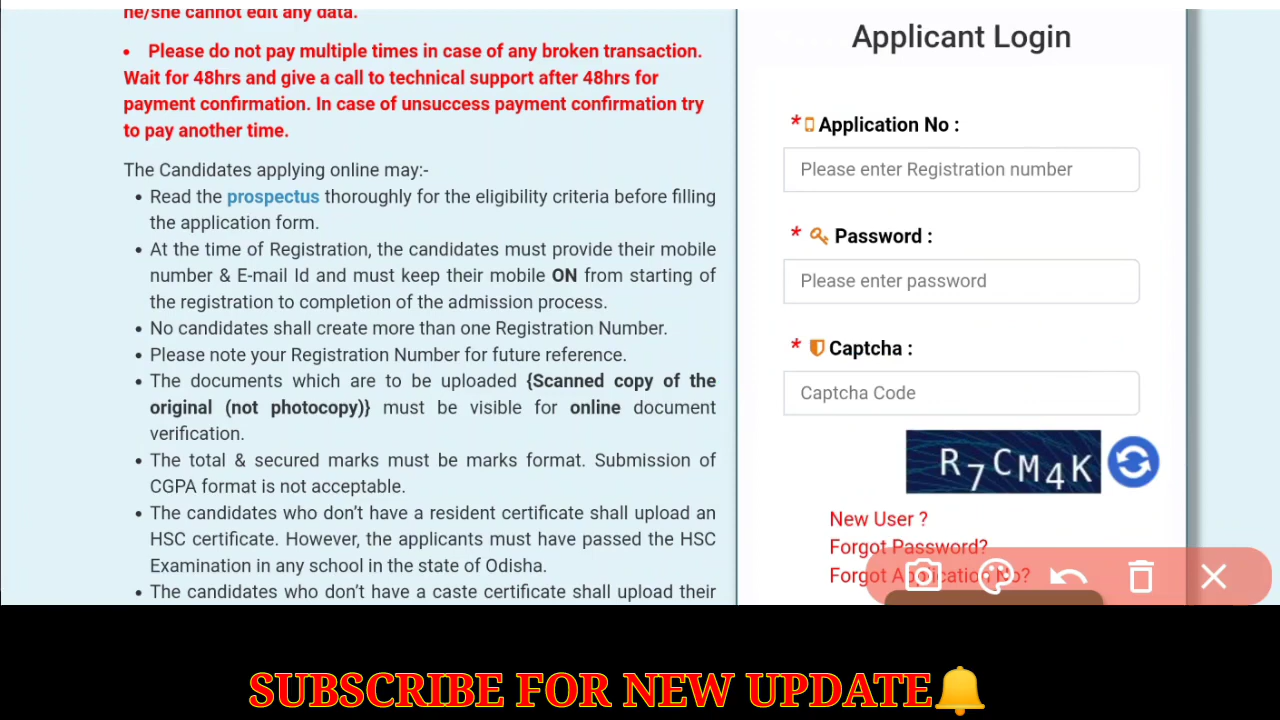 he/she cannot edit any data.
• Please do not pay multiple times in case of any broken transaction.
Wait for 48hrs and give a call to technical support after 48hrs for
payment confirmation. In case of unsuccess payment confirmation try
to pay another time.
The Candidates applying online may:-
• Read the prospectus thoroughly for the eligibility criteria before filling
the application form.
• At the time of Registration, the candidates must provide their mobile
number & E-mail Id and must keep their mobile ON from starting of
the registration to completion of the admission process.
• No candidates shall create more than one Registration Number.
• Please note your Registration Number for future reference.
• The documents which are to be uploaded {Scanned copy of the
original (not photocopy)} must be visible for online document
verification.
• The total & secured marks must be marks format. Submission of
CGPA format is not acceptable.
• The candidates who don't have a resident certificate shall upload an
HSC certificate. However, the applicants must have passed the HSC
Examination in any school in the state of Odisha.
• The candidates who don't have a caste certificate shall upload their
Applicant Login
* Application No :
Please enter Registration number
* Password :
Please enter password
* Captcha :
Captcha Code
R7CM4K
New User ?
Forgot Password?
Forgot Application No?
SUBSCRIBE FOR NEW UPDATE🔔